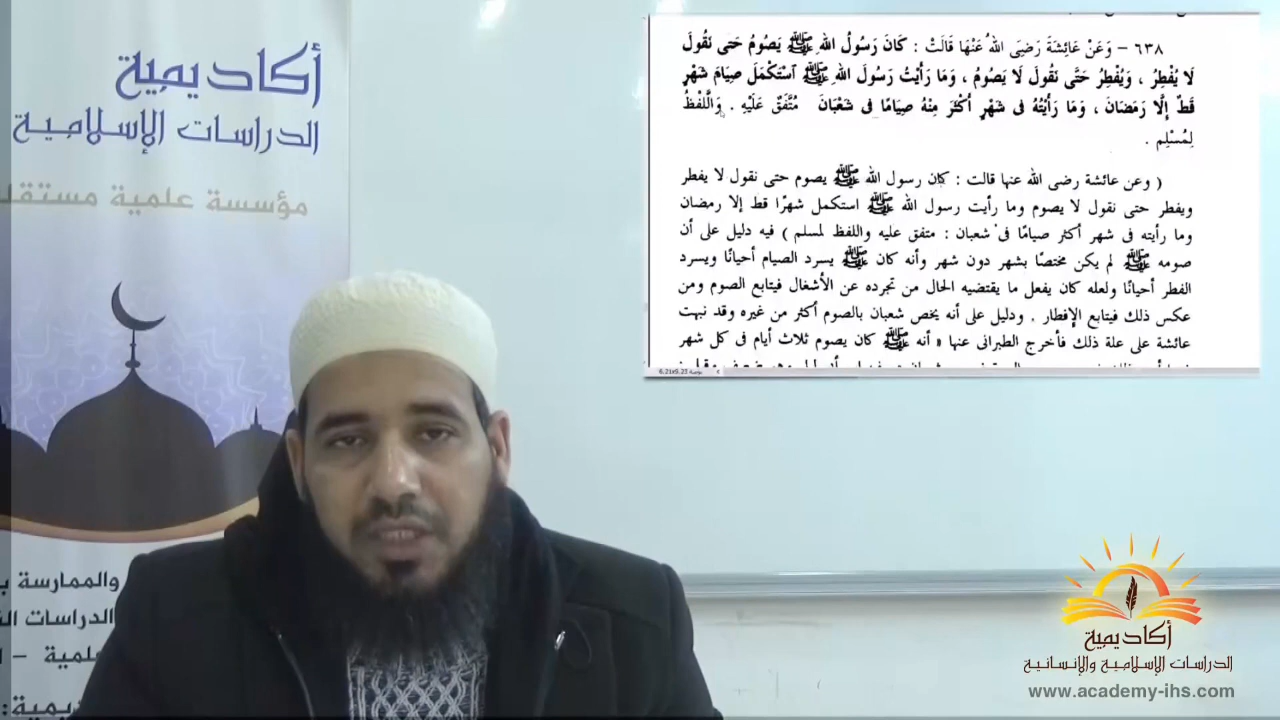 ٦٣٨ – وَعَنْ عَائِشَةَ رَضِىَ اللهُ عَنْهَا قَالَتْ : كَانَ رَسُولُ اللهِ ﷺ يَصُومُ حَتَى نَقُولَ
لَا يُفْطِرُ ، وَيُفْطِرُ حَتَّى نَقُولَ لَا يَصُومُ ، وَمَا رَأَيْتُ رَسُولَ اللهِ ﷺ اَسْتَكْمَلَ صِيَامَ شَهْرٍ
قَطُّ إِلَّا رَمَضَانَ ، وَمَا رَأَيْتُهُ فِى شَهْرٍ أَكْثَرَ مِنْهُ صِيَامًا فِى شَعْبَانَ مُتَّفَقٌ عَلَيْهِ . وَاللَّفْظُ
لِمُسْلِم .
( وعن عائشة رضى الله عنها قالت : كان رسول الله ﷺ يصوم حتى نقول لا يفطر
ويفطر حتى نقول لا يصوم وما رأيت رسول الله ﷺ استكمل شهرًا قط إلا رمضان
وما رأيته فى شهر أكثر صيامًا فى شعبان : متفق عليه واللفظ لمسلم ) فيه دليل على أن
صومه ﷺ لم يكن مختصًا بشهر دون شهر وأنه كان ﷺ يسرد الصيام أحيانًا ويسرد
الفطر أحيانًا ولعله كان يفعل ما يقتضيه الحال من تجرده عن الأشغال فيتابع الصوم ومن
عكس ذلك فيتابع الإفطار . ودليل على أنه يخص شعبان بالصوم أكثر من غيره وقد نبهت
عائشة على علة ذلك فأخرج الطبرانى عنها « أنه ﷺ كان يصوم ثلاث أيام فى كل شهر
أكاديمية
الدراسات الإسلامية
مؤسسة علمية مستقلة
والممارسة
الدراسات
علمية –
أكاديمية
الدراسات الإسلامية والإنسانية
www.academy-ihs.com